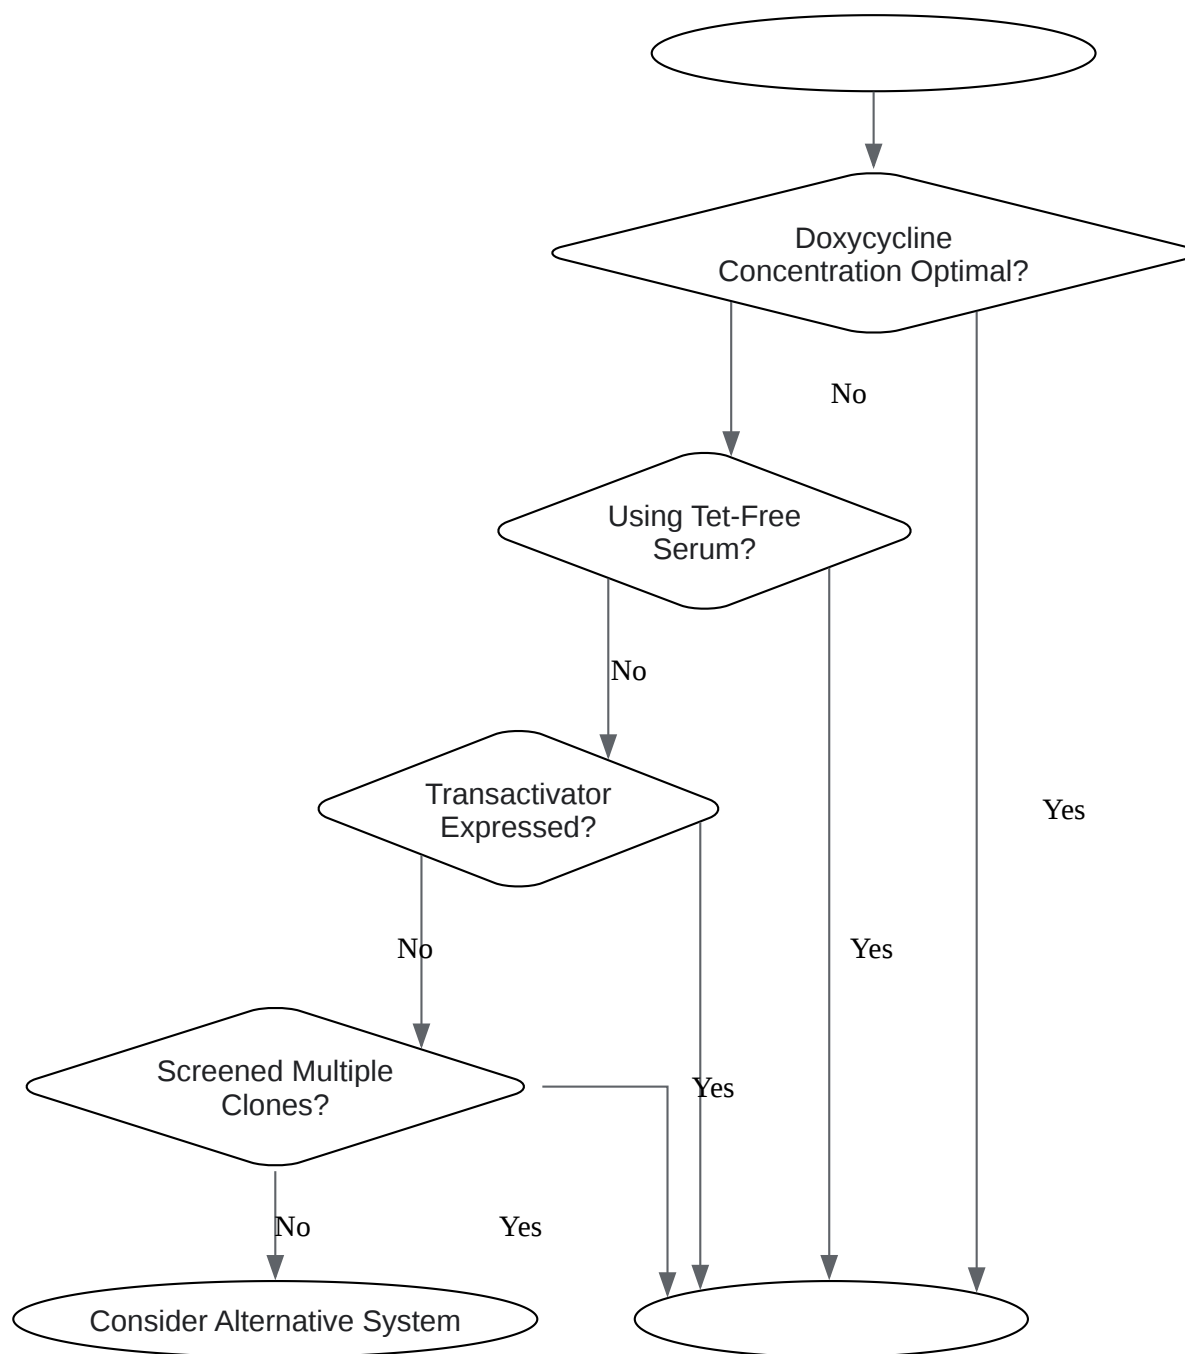 Doxycycline
Concentration Optimal?
No
Using Tet-Free
Serum?
No
Transactivator
Expressed?
Yes
No
Yes
Screened Multiple
Clones?
Yes
No
Yes
Consider Alternative System